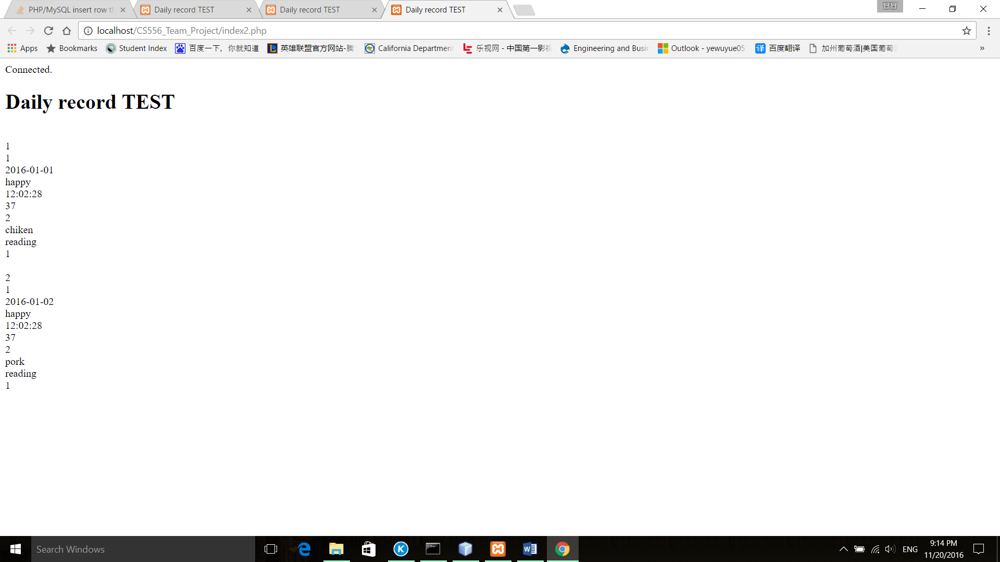 PHP/MySQL insert row th
Daily record TEST
Daily record TEST
Daily record TEST
冒冒
localhost/CS556_Team_Project/index2.php
Apps
Bookmarks
Student Index
百度一下，你就知道
英雄联盟官方网站-腾
California Department
乐视网 - 中国第一影视
Engineering and Busin
Outlook - yewuyue05
译 百度翻译
加州葡萄酒|美国葡萄酒
»
Connected.
Daily record TEST
1
1
2016-01-01
happy
12:02:28
37
2
chiken
reading
1
2
1
2016-01-02
happy
12:02:28
37
2
pork
reading
1
Search Windows
ENG
9:14 PM
11/20/2016